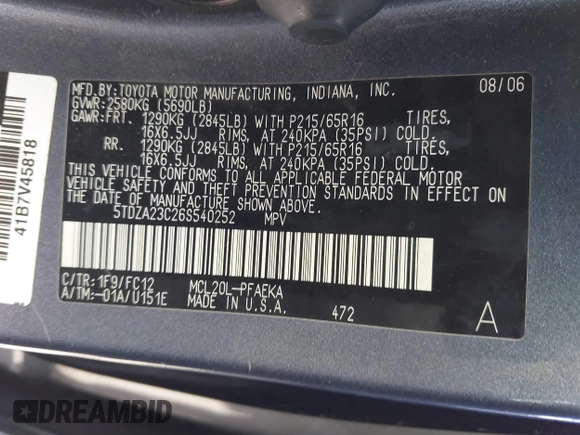 MFD.BY:TOYOTA MOTOR MANUFACTURING, INDIANA, INC. 08/06
GVWR:2580KG (5690LB)
GAWR:FRT. 1290KG (2845LB) WITH P215/65R16 TIRES,
16X6.5JJ RIMS, AT 240KPA (35PSI) COLD.
RR. 1290KG (2845LB) WITH P215/65R16 TIRES,
16X6.5JJ RIMS, AT 240KPA (35PSI) COLD.
THIS VEHICLE CONFORMS TO ALL APPLICABLE FEDERAL MOTOR
VEHICLE SAFETY AND THEFT PREVENTION STANDARDS IN EFFECT ON
THE DATE OF MANUFACTURE SHOWN ABOVE.
5TDZA23C26S540252 MPV
C/TR:1F9/FC12 MCL20L-PFAEKA
A/TM:-01A/U151E MADE IN U.S.A. 472 A
41B7V45818
DREAMBID